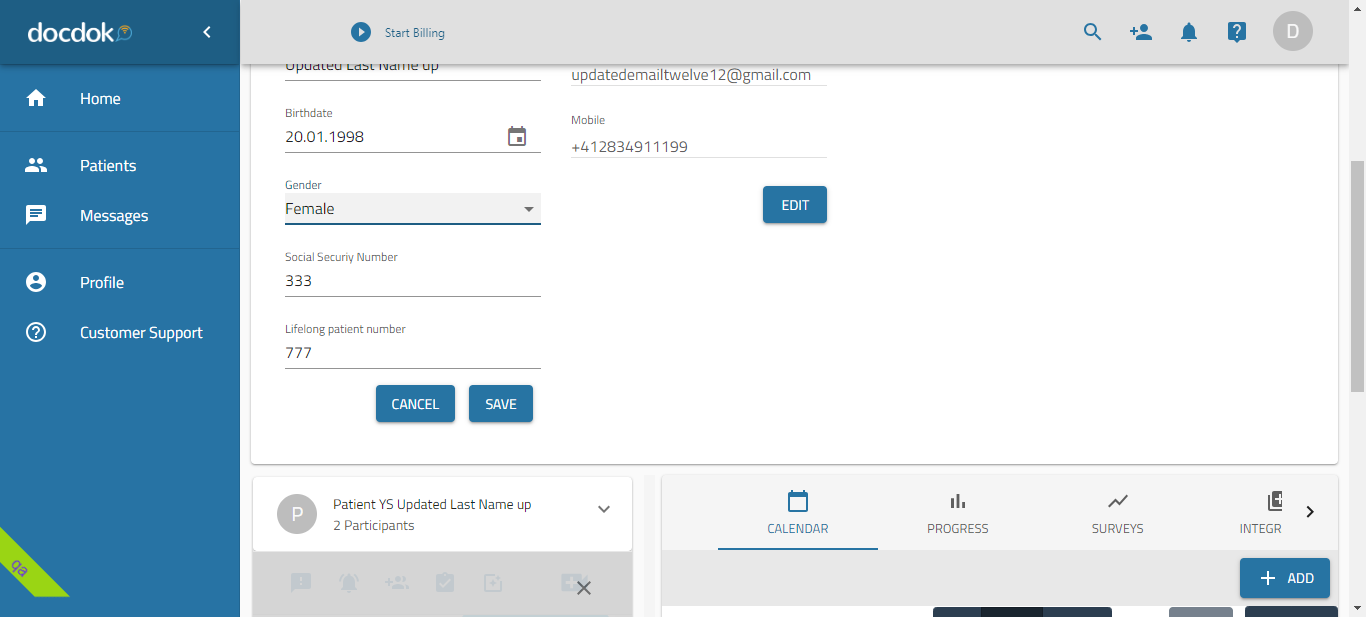 docdok
Start Billing
D
Home
Patients
Messages
Profile
Customer Support
qa
Updated Last Name up
Birthdate
20.01.1998
Gender
Female
Social Securiy Number
333
Lifelong patient number
777
CANCEL
SAVE
updatedemailtwelve12@gmail.com
Mobile
+412834911199
EDIT
P
Patient YS Updated Last Name up
2 Participants
CALENDAR
PROGRESS
SURVEYS
INTEGR
ADD